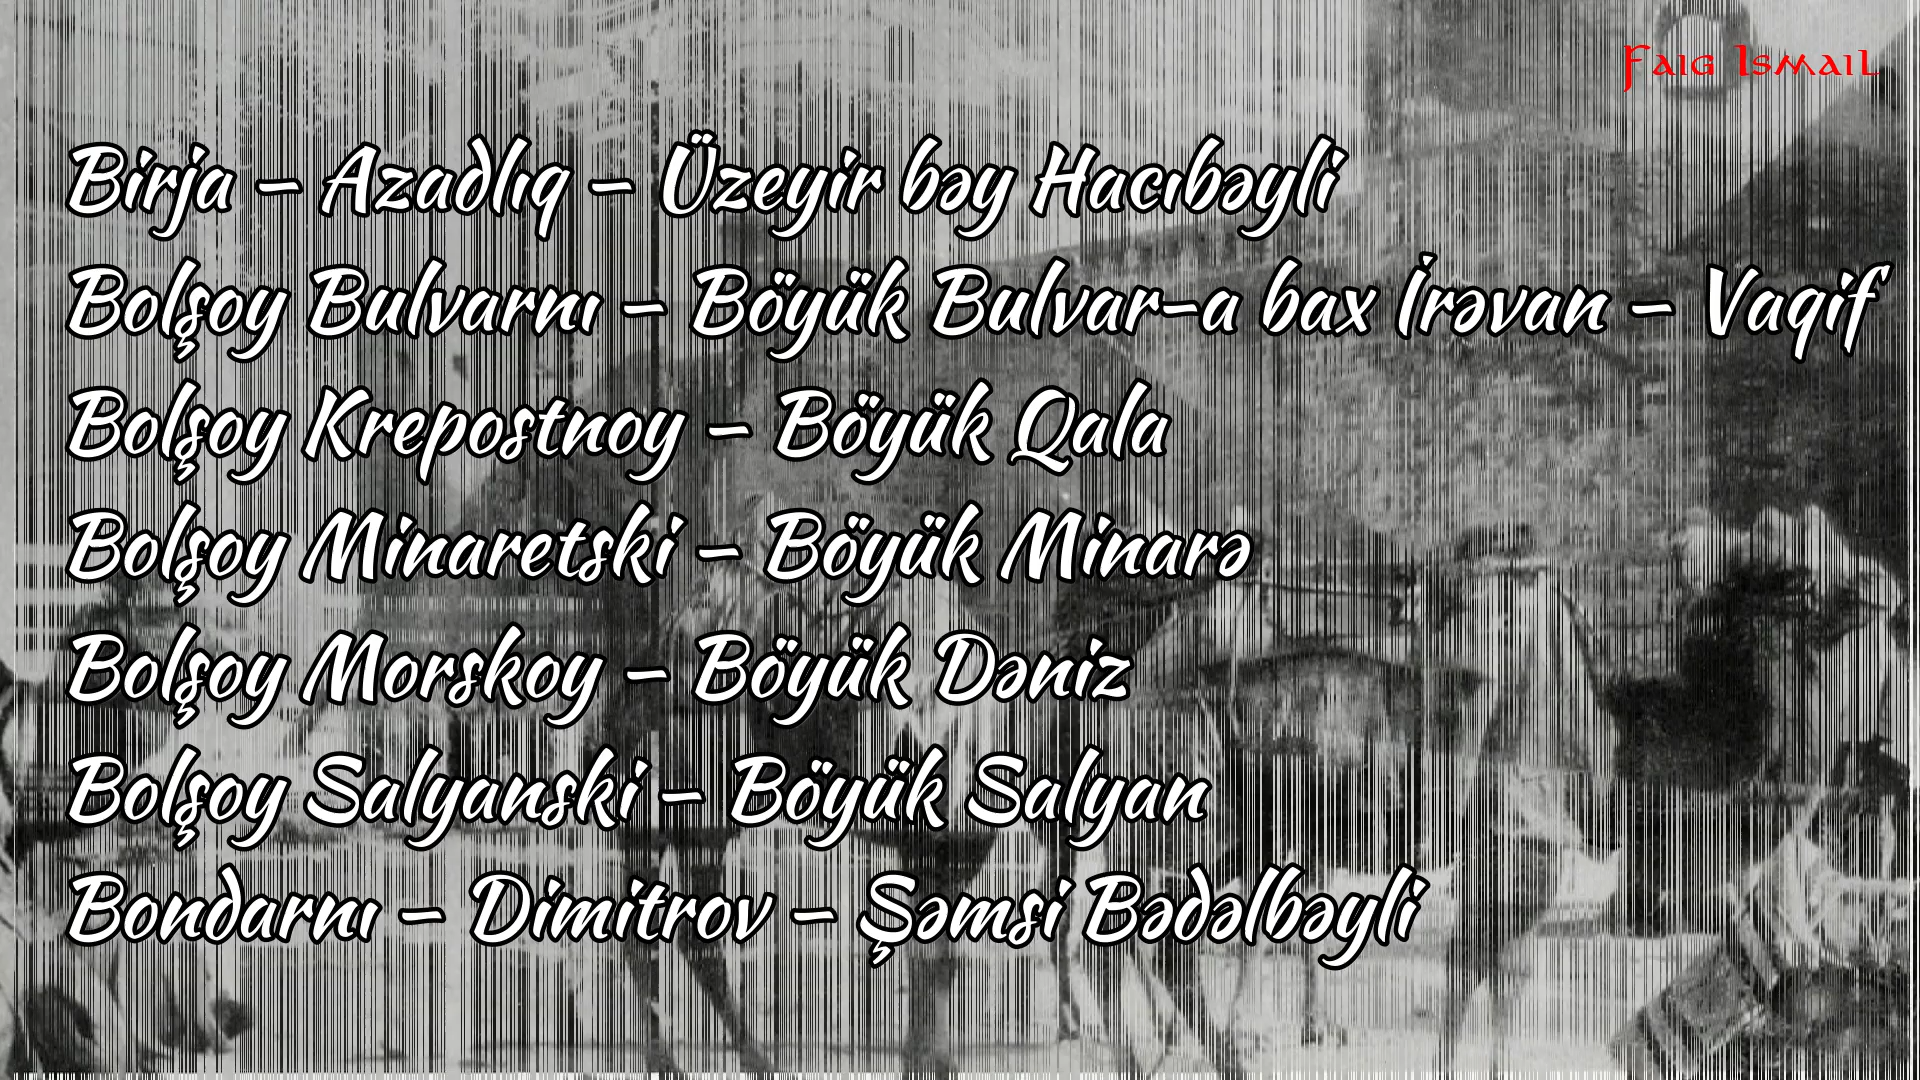 Faig Ismail
Birja – Azadlıq – Üzeyir bəy Hacıbəyli
Bolşoy Bulvarnı – Böyük Bulvar-a bax İrəvan – Vaqif
Bolşoy Krepostnoy – Böyük Qala
Bolşoy Minaretski – Böyük Minarə
Bolşoy Morskoy – Böyük Dəniz
Bolşoy Salyanski – Böyük Salyan
Bondarnı – Dimitrov – Şəmsi Bədəlbəyli